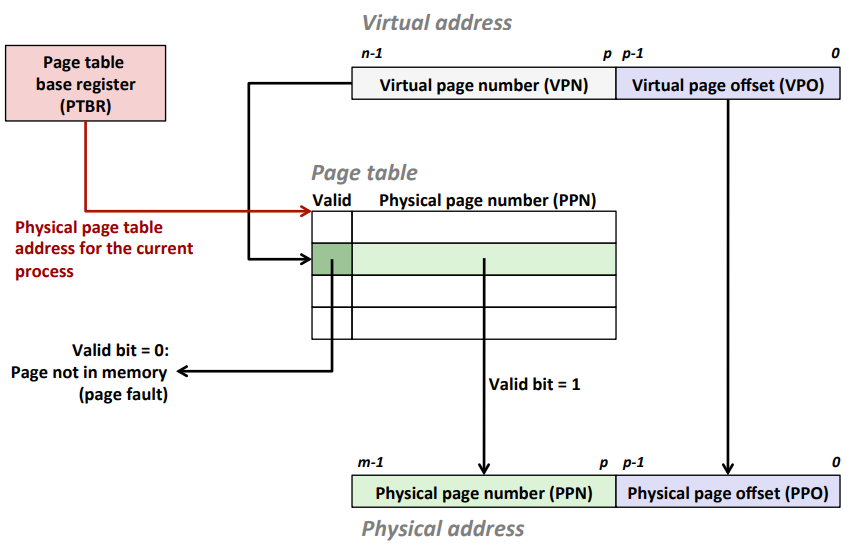 Virtual address
n-1 p p-1 0
Page table
base register
(PTBR)
Virtual page number (VPN) Virtual page offset (VPO)
Page table
Valid Physical page number (PPN)
Physical page table
address for the current
process
Valid bit = 0:
Page not in memory
(page fault)
Valid bit = 1
m-1 p p-1 0
Physical page number (PPN) Physical page offset (PPO)
Physical address